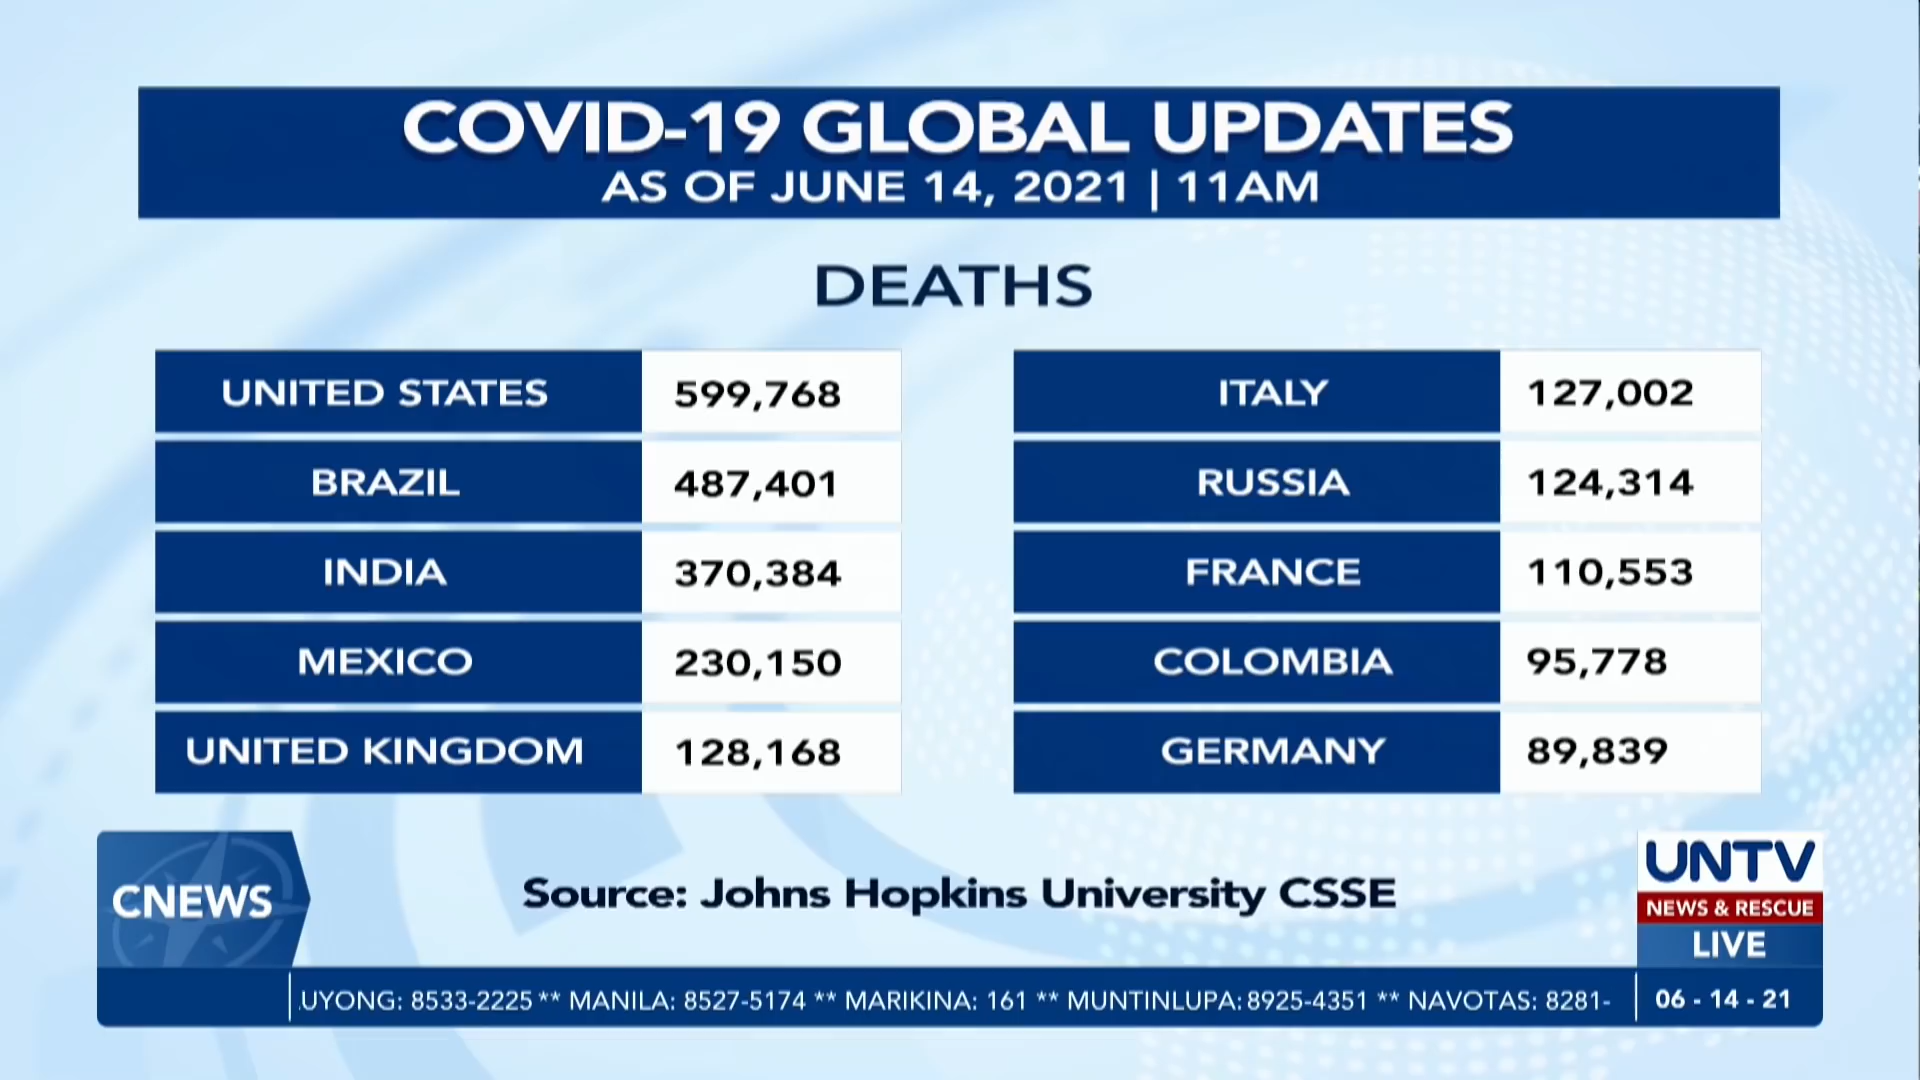 COVID-19 GLOBAL UPDATES
AS OF JUNE 14, 2021 | 11AM
DEATHS
UNITED STATES 599,768
BRAZIL 487,401
INDIA 370,384
MEXICO 230,150
UNITED KINGDOM 128,168
ITALY 127,002
RUSSIA 124,314
FRANCE 110,553
COLOMBIA 95,778
GERMANY 89,839
CNEWS
Source: Johns Hopkins University CSSE
UNTV
NEWS & RESCUE
LIVE
UYONG: 8533-2225 ** MANILA: 8527-5174 ** MARIKINA: 161 ** MUNTINLUPA: 8925-4351 ** NAVOTAS: 8281-
06 - 14 - 21